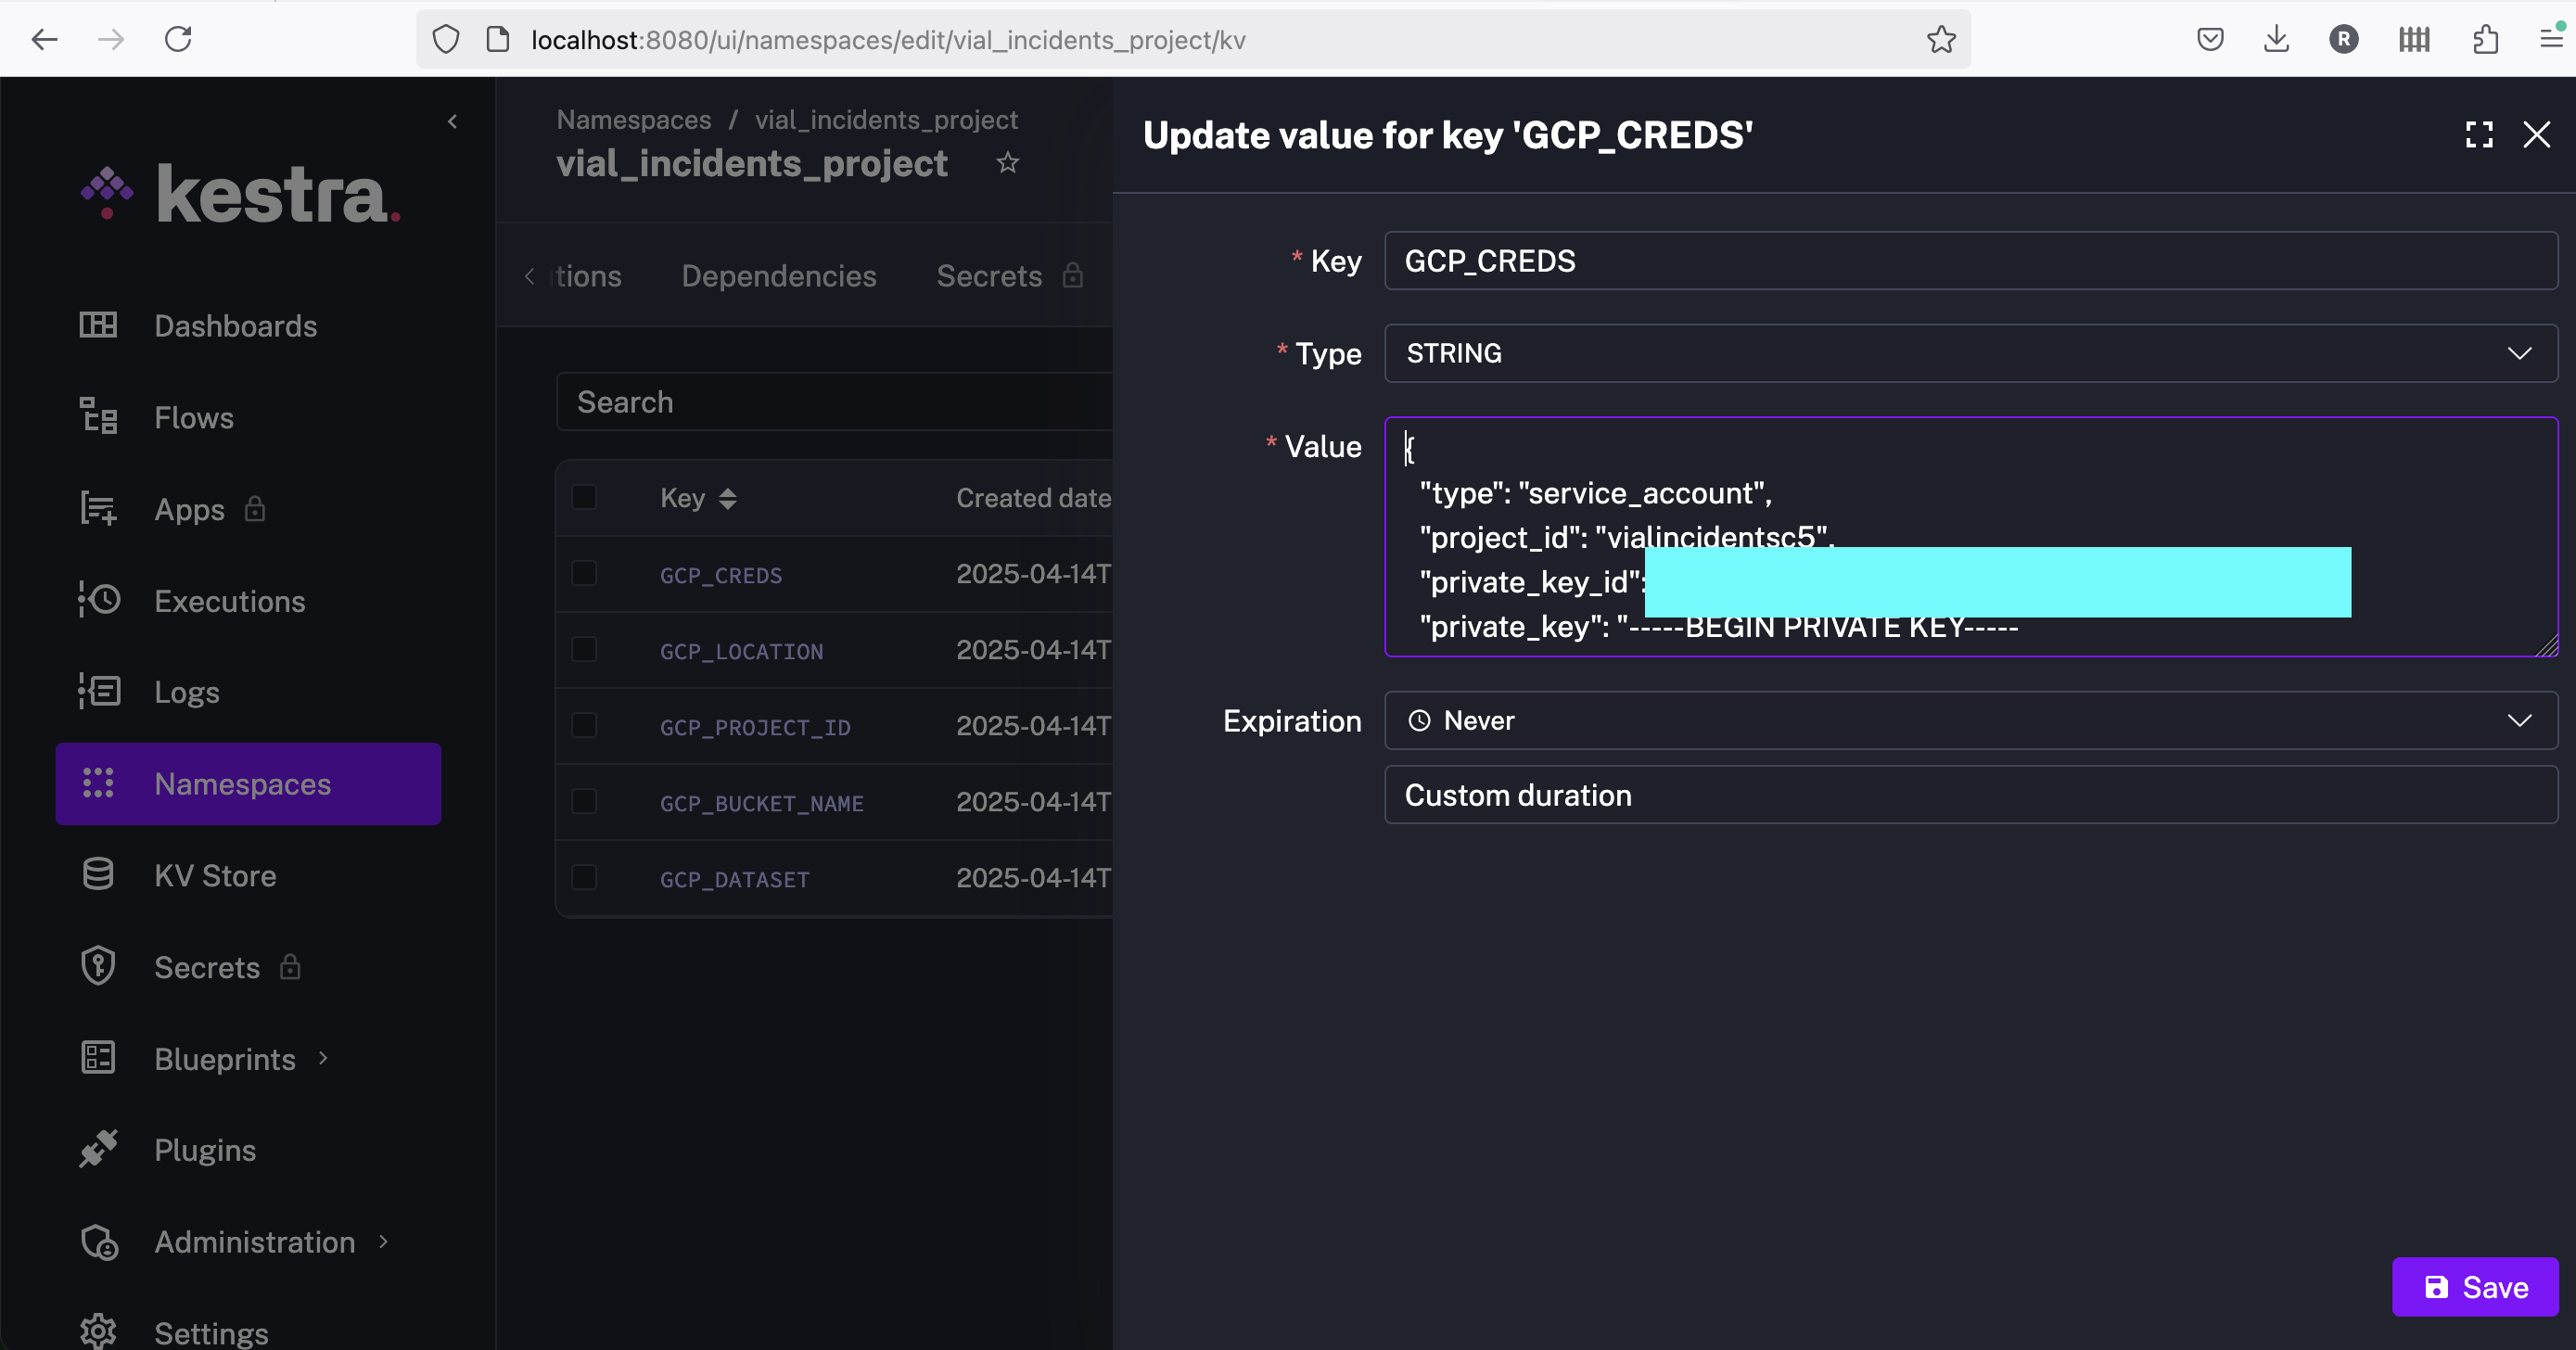 localhost:8080/ui/namespaces/edit/vial_incidents_project/kv
R
kestra.
Dashboards
Flows
Apps
Executions
Logs
Namespaces
KV Store
Secrets
Blueprints
Administration
Plugins
Settings
Namespaces / vial_incidents_project
vial_incidents_project
tions Dependencies Secrets
Search
Key Created date
GCP_CREDS 2025-04-14T
GCP_LOCATION 2025-04-14T
GCP_PROJECT_ID 2025-04-14T
GCP_BUCKET_NAME 2025-04-14T
GCP_DATASET 2025-04-14T
Update value for key 'GCP_CREDS'
* Key GCP_CREDS
* Type STRING
* Value {
"type": "service_account",
"project_id": "vialincidentsc5",
"private_key_id":
"private_key": "-----BEGIN PRIVATE KEY-----
Expiration Never
Custom duration
Save